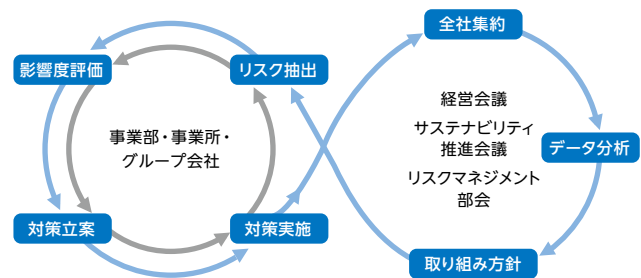 全社集約
影響度評価
リスク抽出
経営会議
サステナビリティ
推進会議
リスクマネジメント
部会
事業部・事業所・
グループ会社
データ分析
対策立案
対策実施
取り組み方針